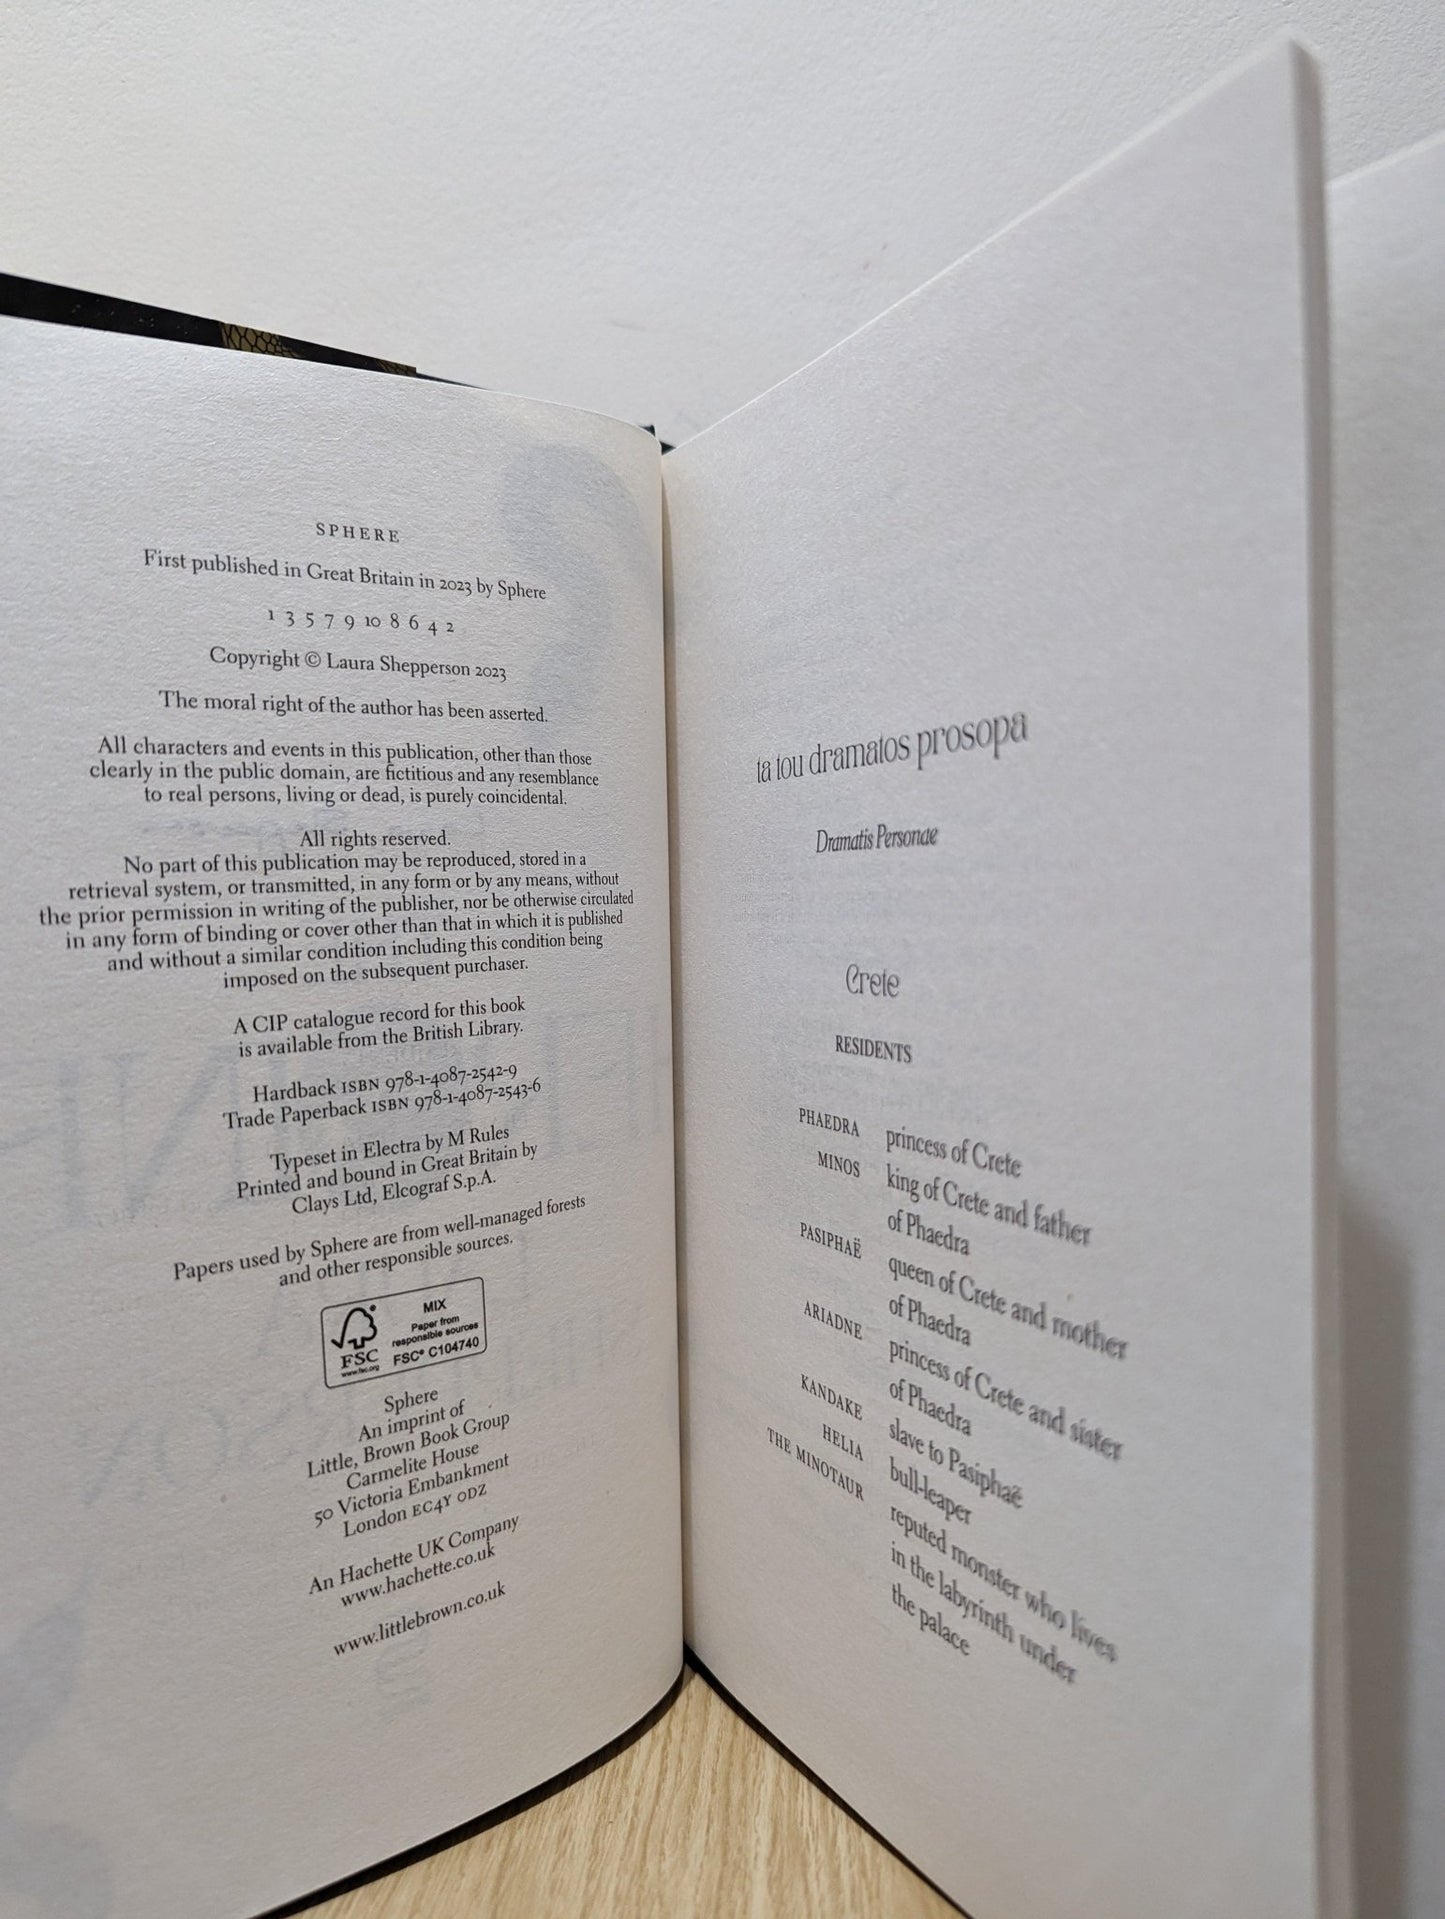 SPHERE
First published in Great Britain in 2023 by Sphere
1 3 5 7 9 10 8 6 4 2
Copyright © Laura Shepperson 2023
The moral right of the author has been asserted.
All characters and events in this publication, other than those
clearly in the public domain, are fictitious and any resemblance
to real persons, living or dead, is purely coincidental.
All rights reserved.
No part of this publication may be reproduced, stored in a
retrieval system, or transmitted, in any form or by any means, without
the prior permission in writing of the publisher, nor be otherwise circulated
in any form of binding or cover other than that in which it is published
and without a similar condition including this condition being
imposed on the subsequent purchaser.
A CIP catalogue record for this book
is available from the British Library.
Hardback ISBN 978-1-4087-2542-9
Trade Paperback ISBN 978-1-4087-2543-6
Typeset in Electra by M Rules
Printed and bound in Great Britain by
Clays Ltd, Elcograf S.p.A.
Papers used by Sphere are from well-managed forests
and other responsible sources.
MIX
Paper from
responsible sources
FSC® C104740
FSC
www.fsc.org
Sphere
An imprint of
Little, Brown Book Group
Carmelite House
50 Victoria Embankment
London EC4Y 0DZ
An Hachette UK Company
www.hachette.co.uk
www.littlebrown.co.uk
ta tou dramatos prosopa
Dramatis Personae
Crete
RESIDENTS
PHAEDRA princess of Crete
MINOS king of Crete and father
of Phaedra
PASIPHAË queen of Crete and mother
of Phaedra
ARIADNE princess of Crete and sister
of Phaedra
KANDAKE slave to Pasiphaë
HELIA bull-leaper
THE MINOTAUR reputed monster who lives
in the labyrinth under
the palace